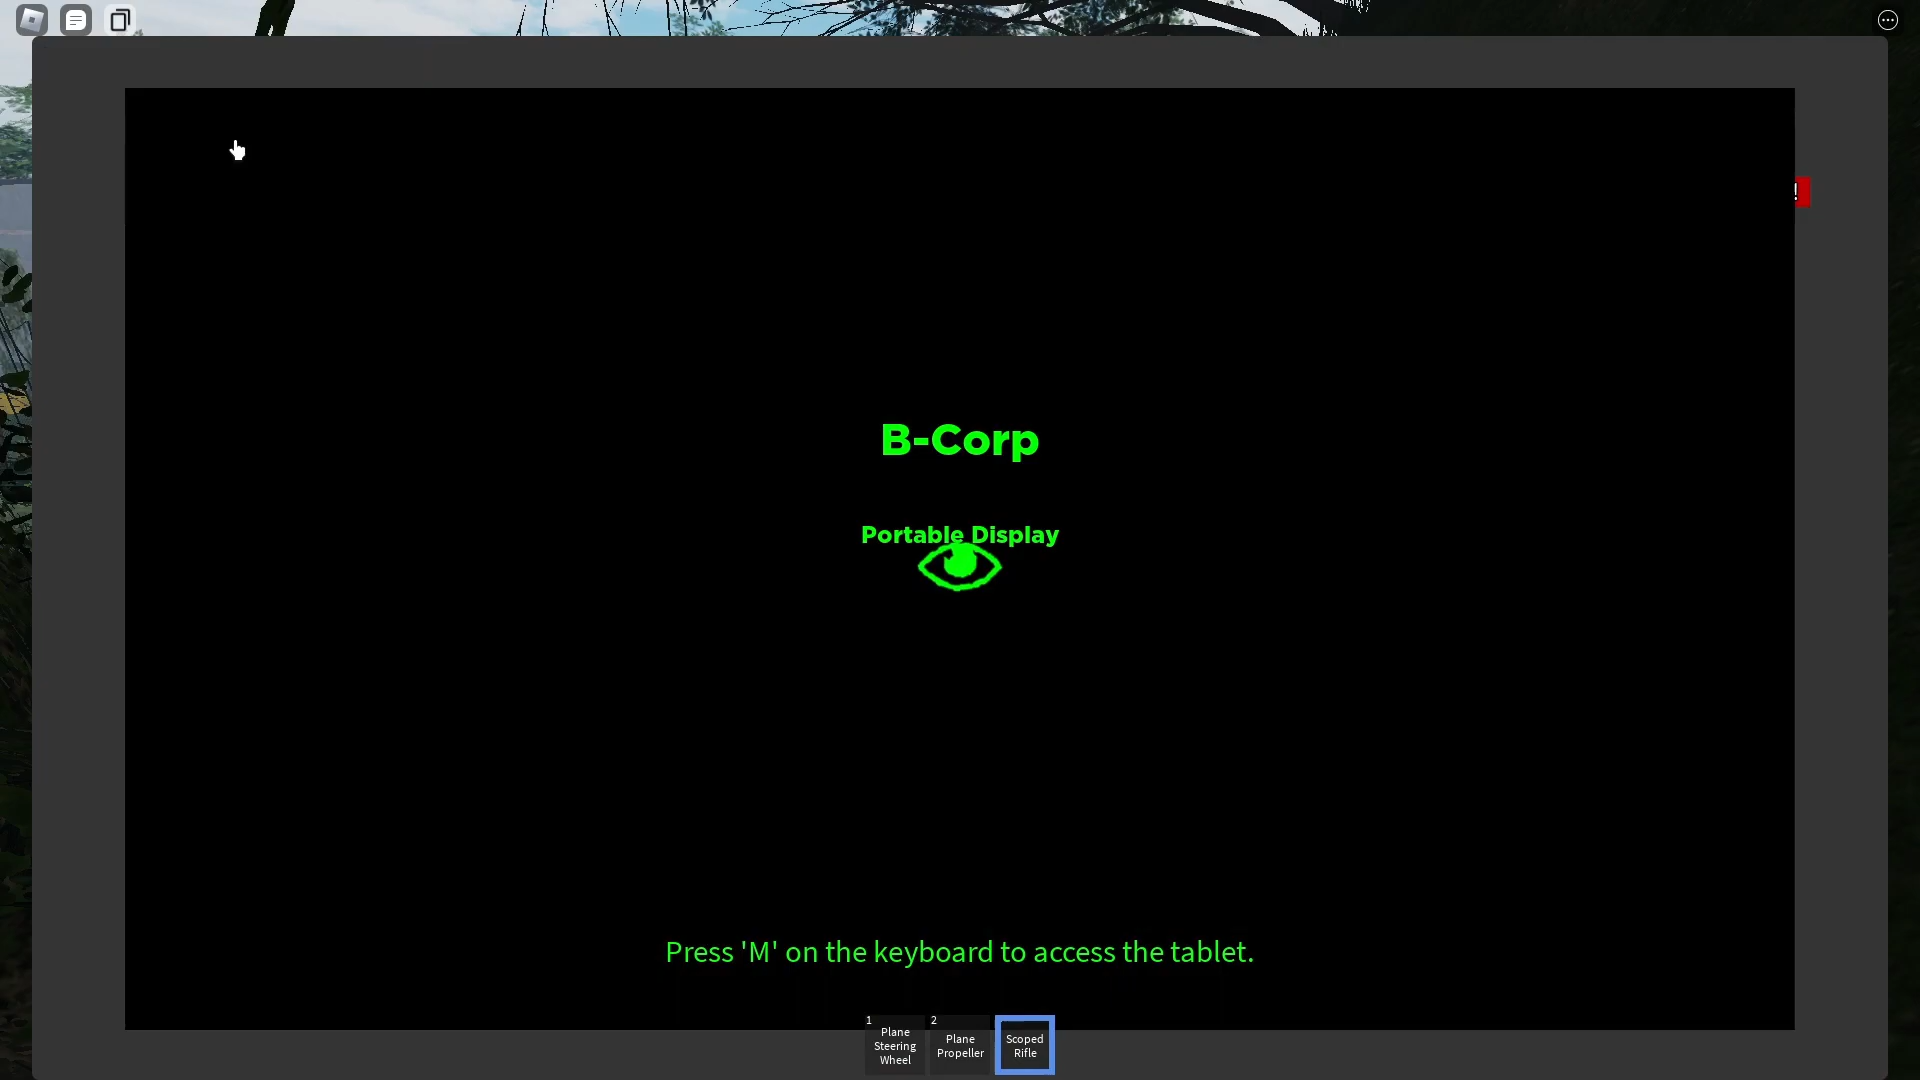 !
B-Corp
Portable Display
Press 'M' on the keyboard to access the tablet.
1
Plane
Steering
Wheel
2
Plane
Propeller
Scoped
Rifle